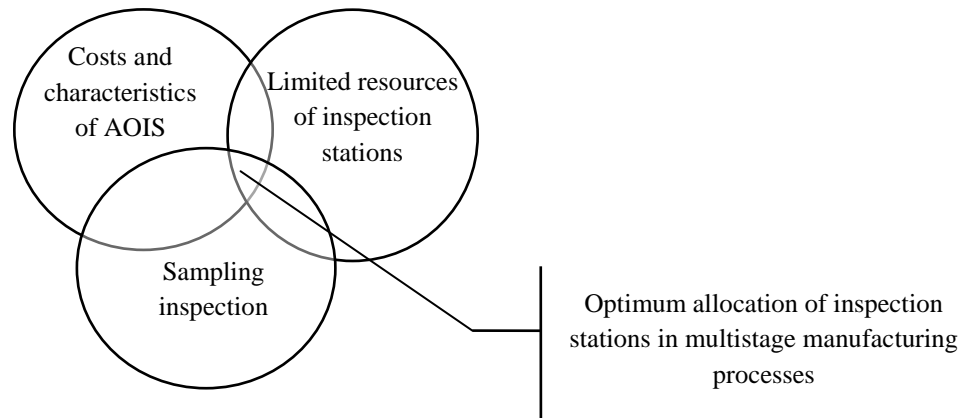 Costs and
characteristics
of AOIS
Limited resources
of inspection
stations
Sampling
inspection
Optimum allocation of inspection
stations in multistage manufacturing
processes